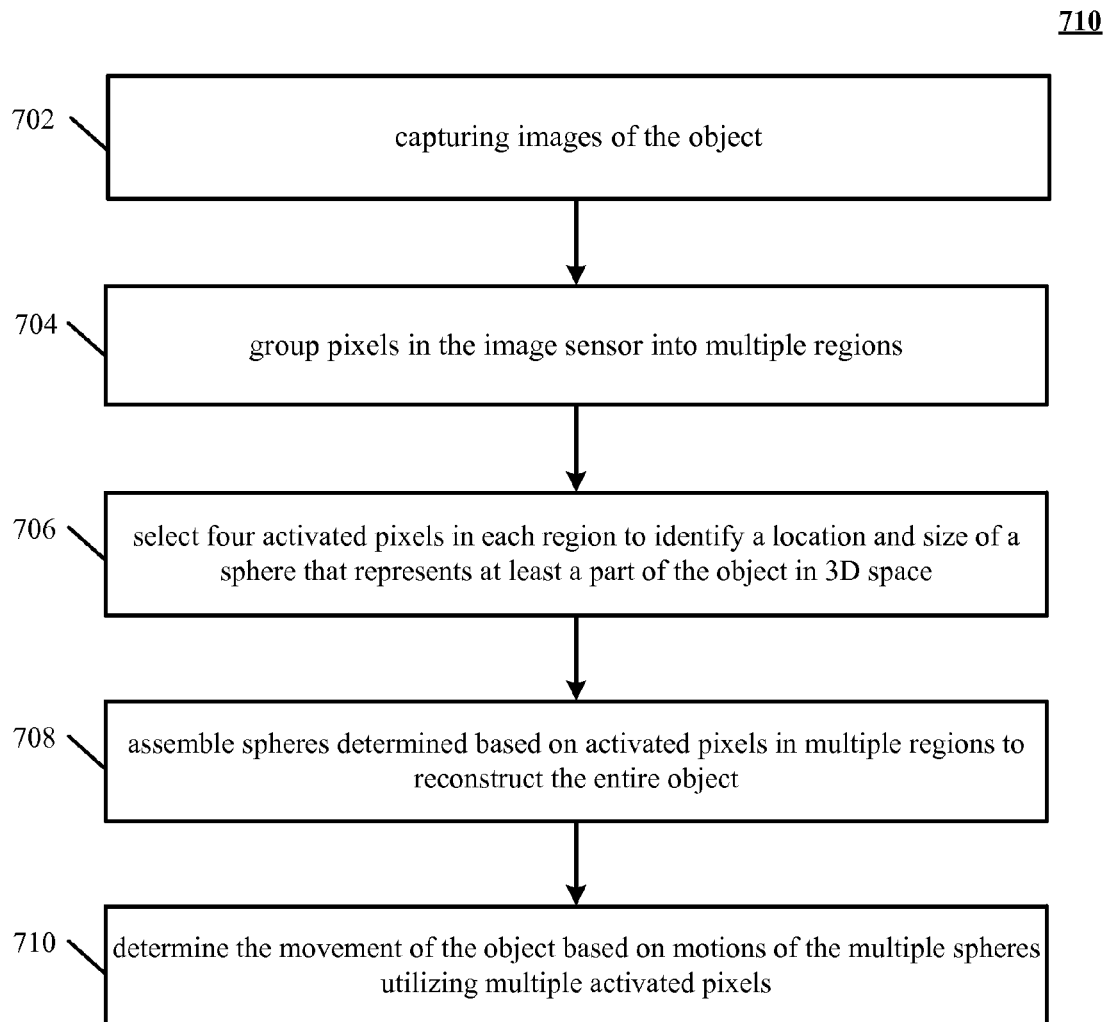 710
702
capturing images of the object
704
group pixels in the image sensor into multiple regions
706
select four activated pixels in each region to identify a location and size of a
sphere that represents at least a part of the object in 3D space
708
assemble spheres determined based on activated pixels in multiple regions to
reconstruct the entire object
710
determine the movement of the object based on motions of the multiple spheres
utilizing multiple activated pixels